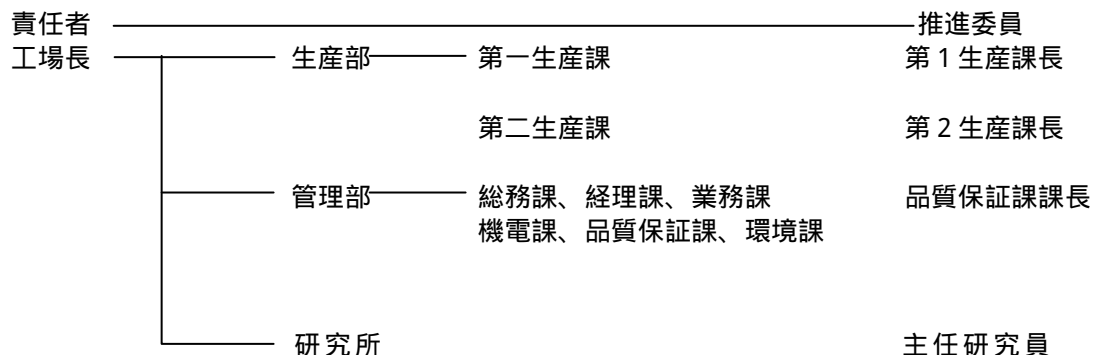 責任者 推進委員
工場長 生産部 第一生産課 第1生産課長
第二生産課 第2生産課長
管理部 総務課、経理課、業務課 品質保証課課長
機電課、品質保証課、環境課
研究所 主任研究員